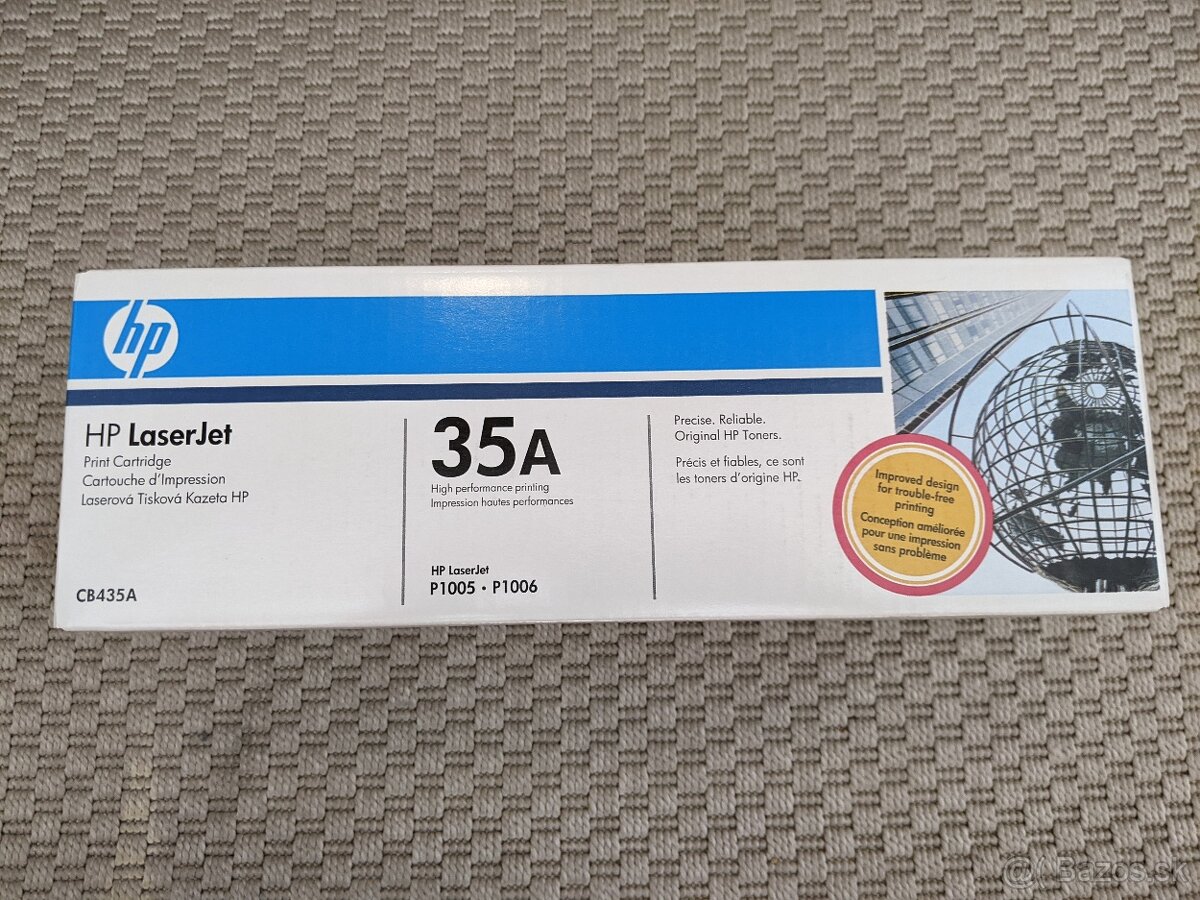 hp
HP LaserJet
Print Cartridge
Cartouche d'Impression
Laserová Tisková Kazeta HP
CB435A
35A
High performance printing
Impression hautes performances
HP LaserJet
P1005 • P1006
Precise. Reliable.
Original HP Toners.
Précis et fiables, ce sont
les toners d'origine HP.
Improved design
for trouble-free
printing
Conception améliorée
pour une impression
sans problème
@( Bazos.sk